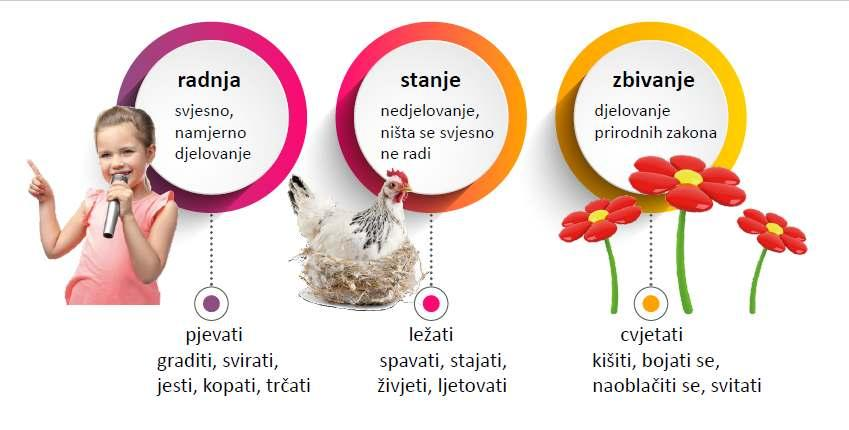 radnja
svjesno,
namjerno
djelovanje
stanje
nedjelovanje,
ništa se svjesno
ne radi
zbivanje
djelovanje
prirodnih zakona
pjevati
graditi, svirati,
jesti, kopati, trčati
ležati
spavati, stajati,
živjeti, ljetovati
cvjetati
kišiti, bojati se,
naoblačiti se, svitati